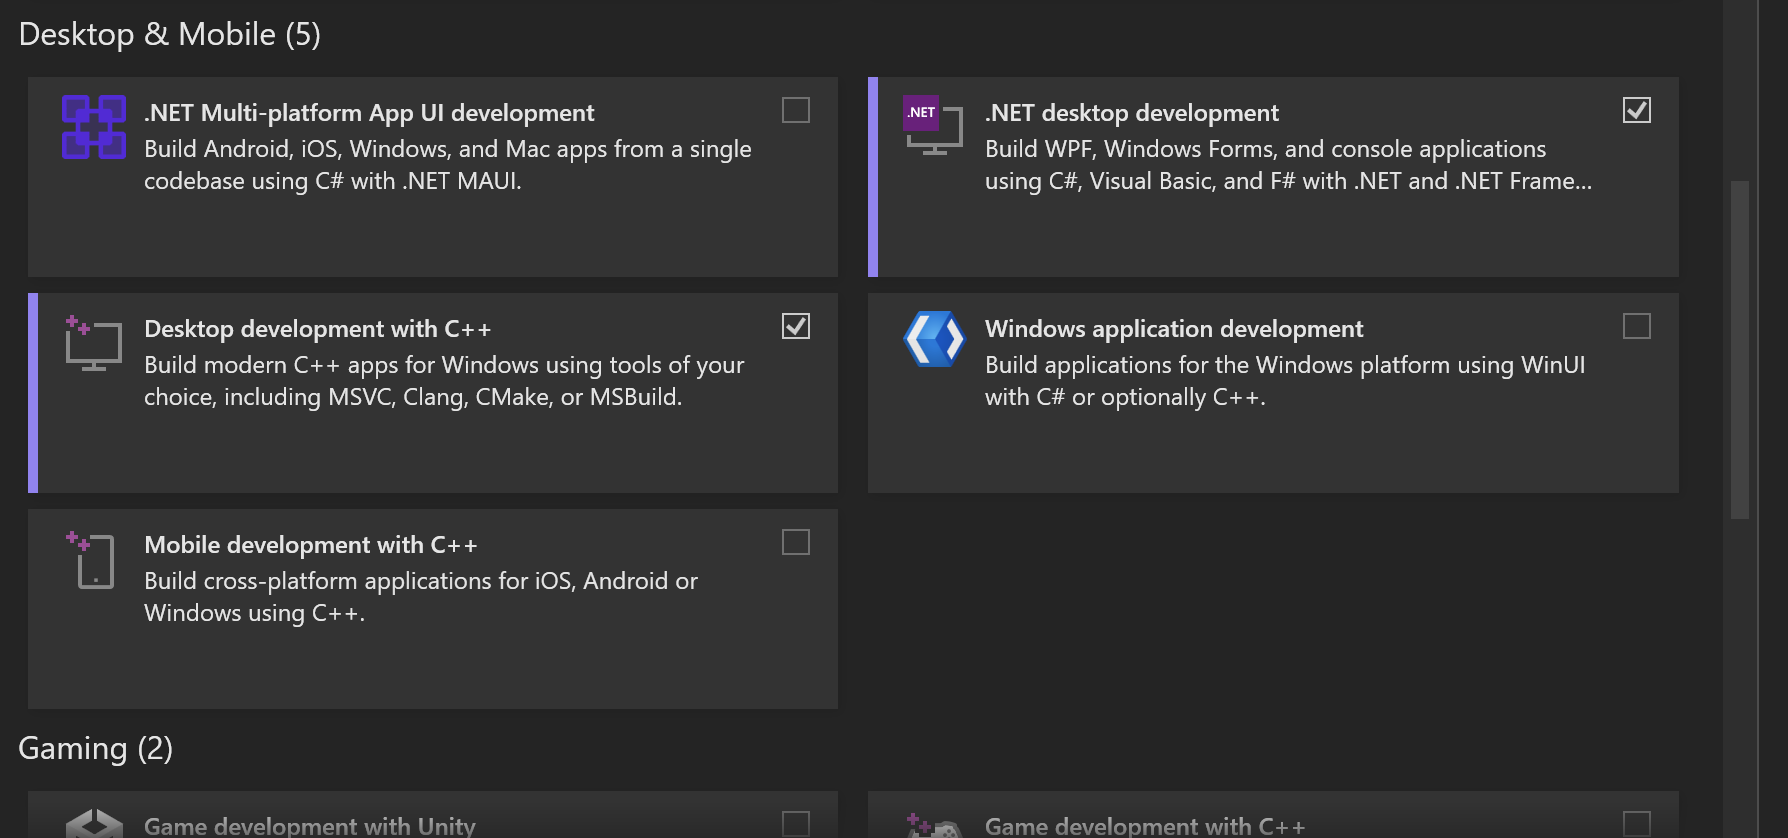 Desktop & Mobile (5)
.NET Multi-platform App UI development
Build Android, iOS, Windows, and Mac apps from a single
codebase using C# with .NET MAUI.
.NET
.NET desktop development
Build WPF, Windows Forms, and console applications
using C#, Visual Basic, and F# with .NET and .NET Frame...
Desktop development with C++
Build modern C++ apps for Windows using tools of your
choice, including MSVC, Clang, CMake, or MSBuild.
Windows application development
Build applications for the Windows platform using WinUI
with C# or optionally C++.
Mobile development with C++
Build cross-platform applications for iOS, Android or
Windows using C++.
Gaming (2)
Game development with Unity
Game development with C++